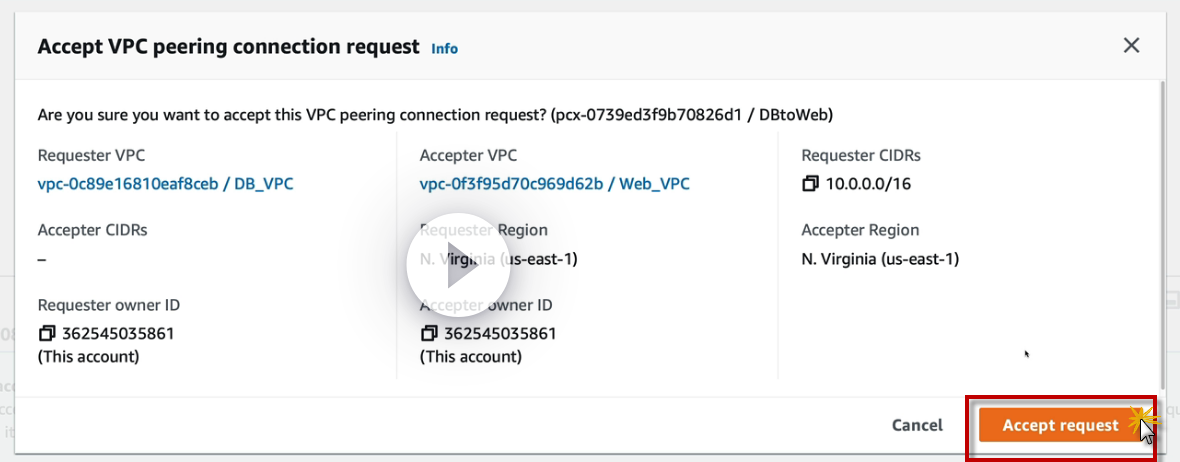 Accept VPC peering connection request Info
Are you sure you want to accept this VPC peering connection request? (pcx-0739ed3f9b70826d1 / DBtoWeb)
Requester VPC
vpc-0c89e16810eaf8ceb / DB_VPC
Accepter VPC
vpc-0f3f95d70c969d62b / Web_VPC
Requester CIDRs
10.0.0.0/16
Accepter CIDRs
–
Requester Region
N. Virginia (us-east-1)
Accepter Region
N. Virginia (us-east-1)
Requester owner ID
362545035861
(This account)
Accepter owner ID
362545035861
(This account)
Cancel
Accept request